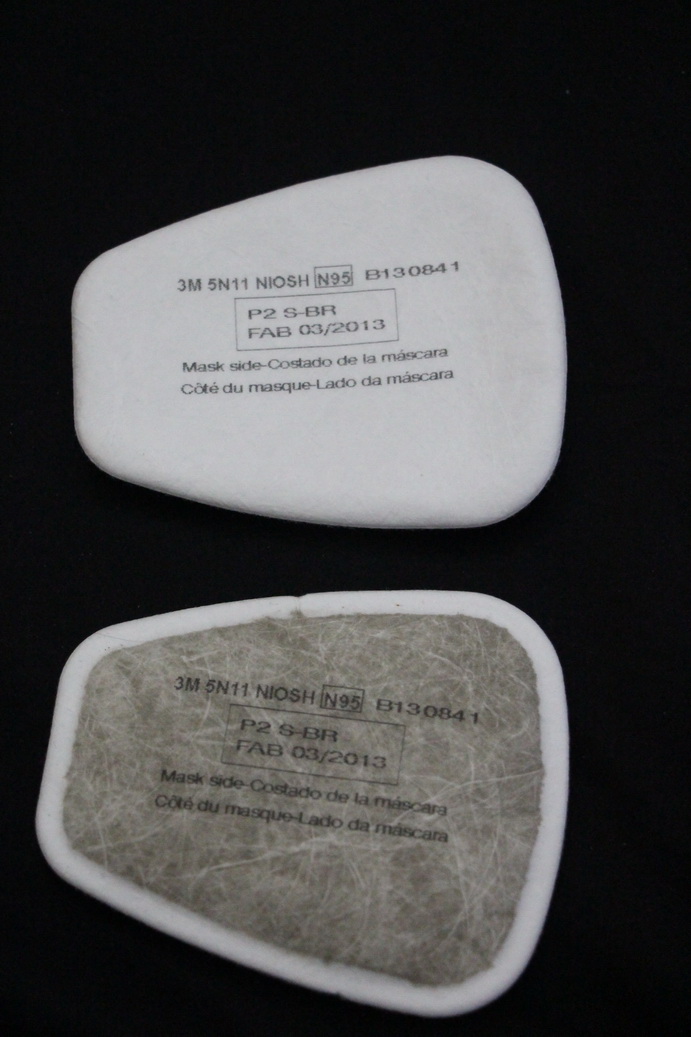 3M 5N11 NIOSH N95 B130841
P2 S-BR
FAB 03/2013
Mask side-Costado de la máscara
Côté du masque-Lado da máscara
3M 5N11 NIOSH N95 B130841
P2 S-BR
FAB 03/2013
Mask side-Costado de la máscara
Côté du masque-Lado da máscara